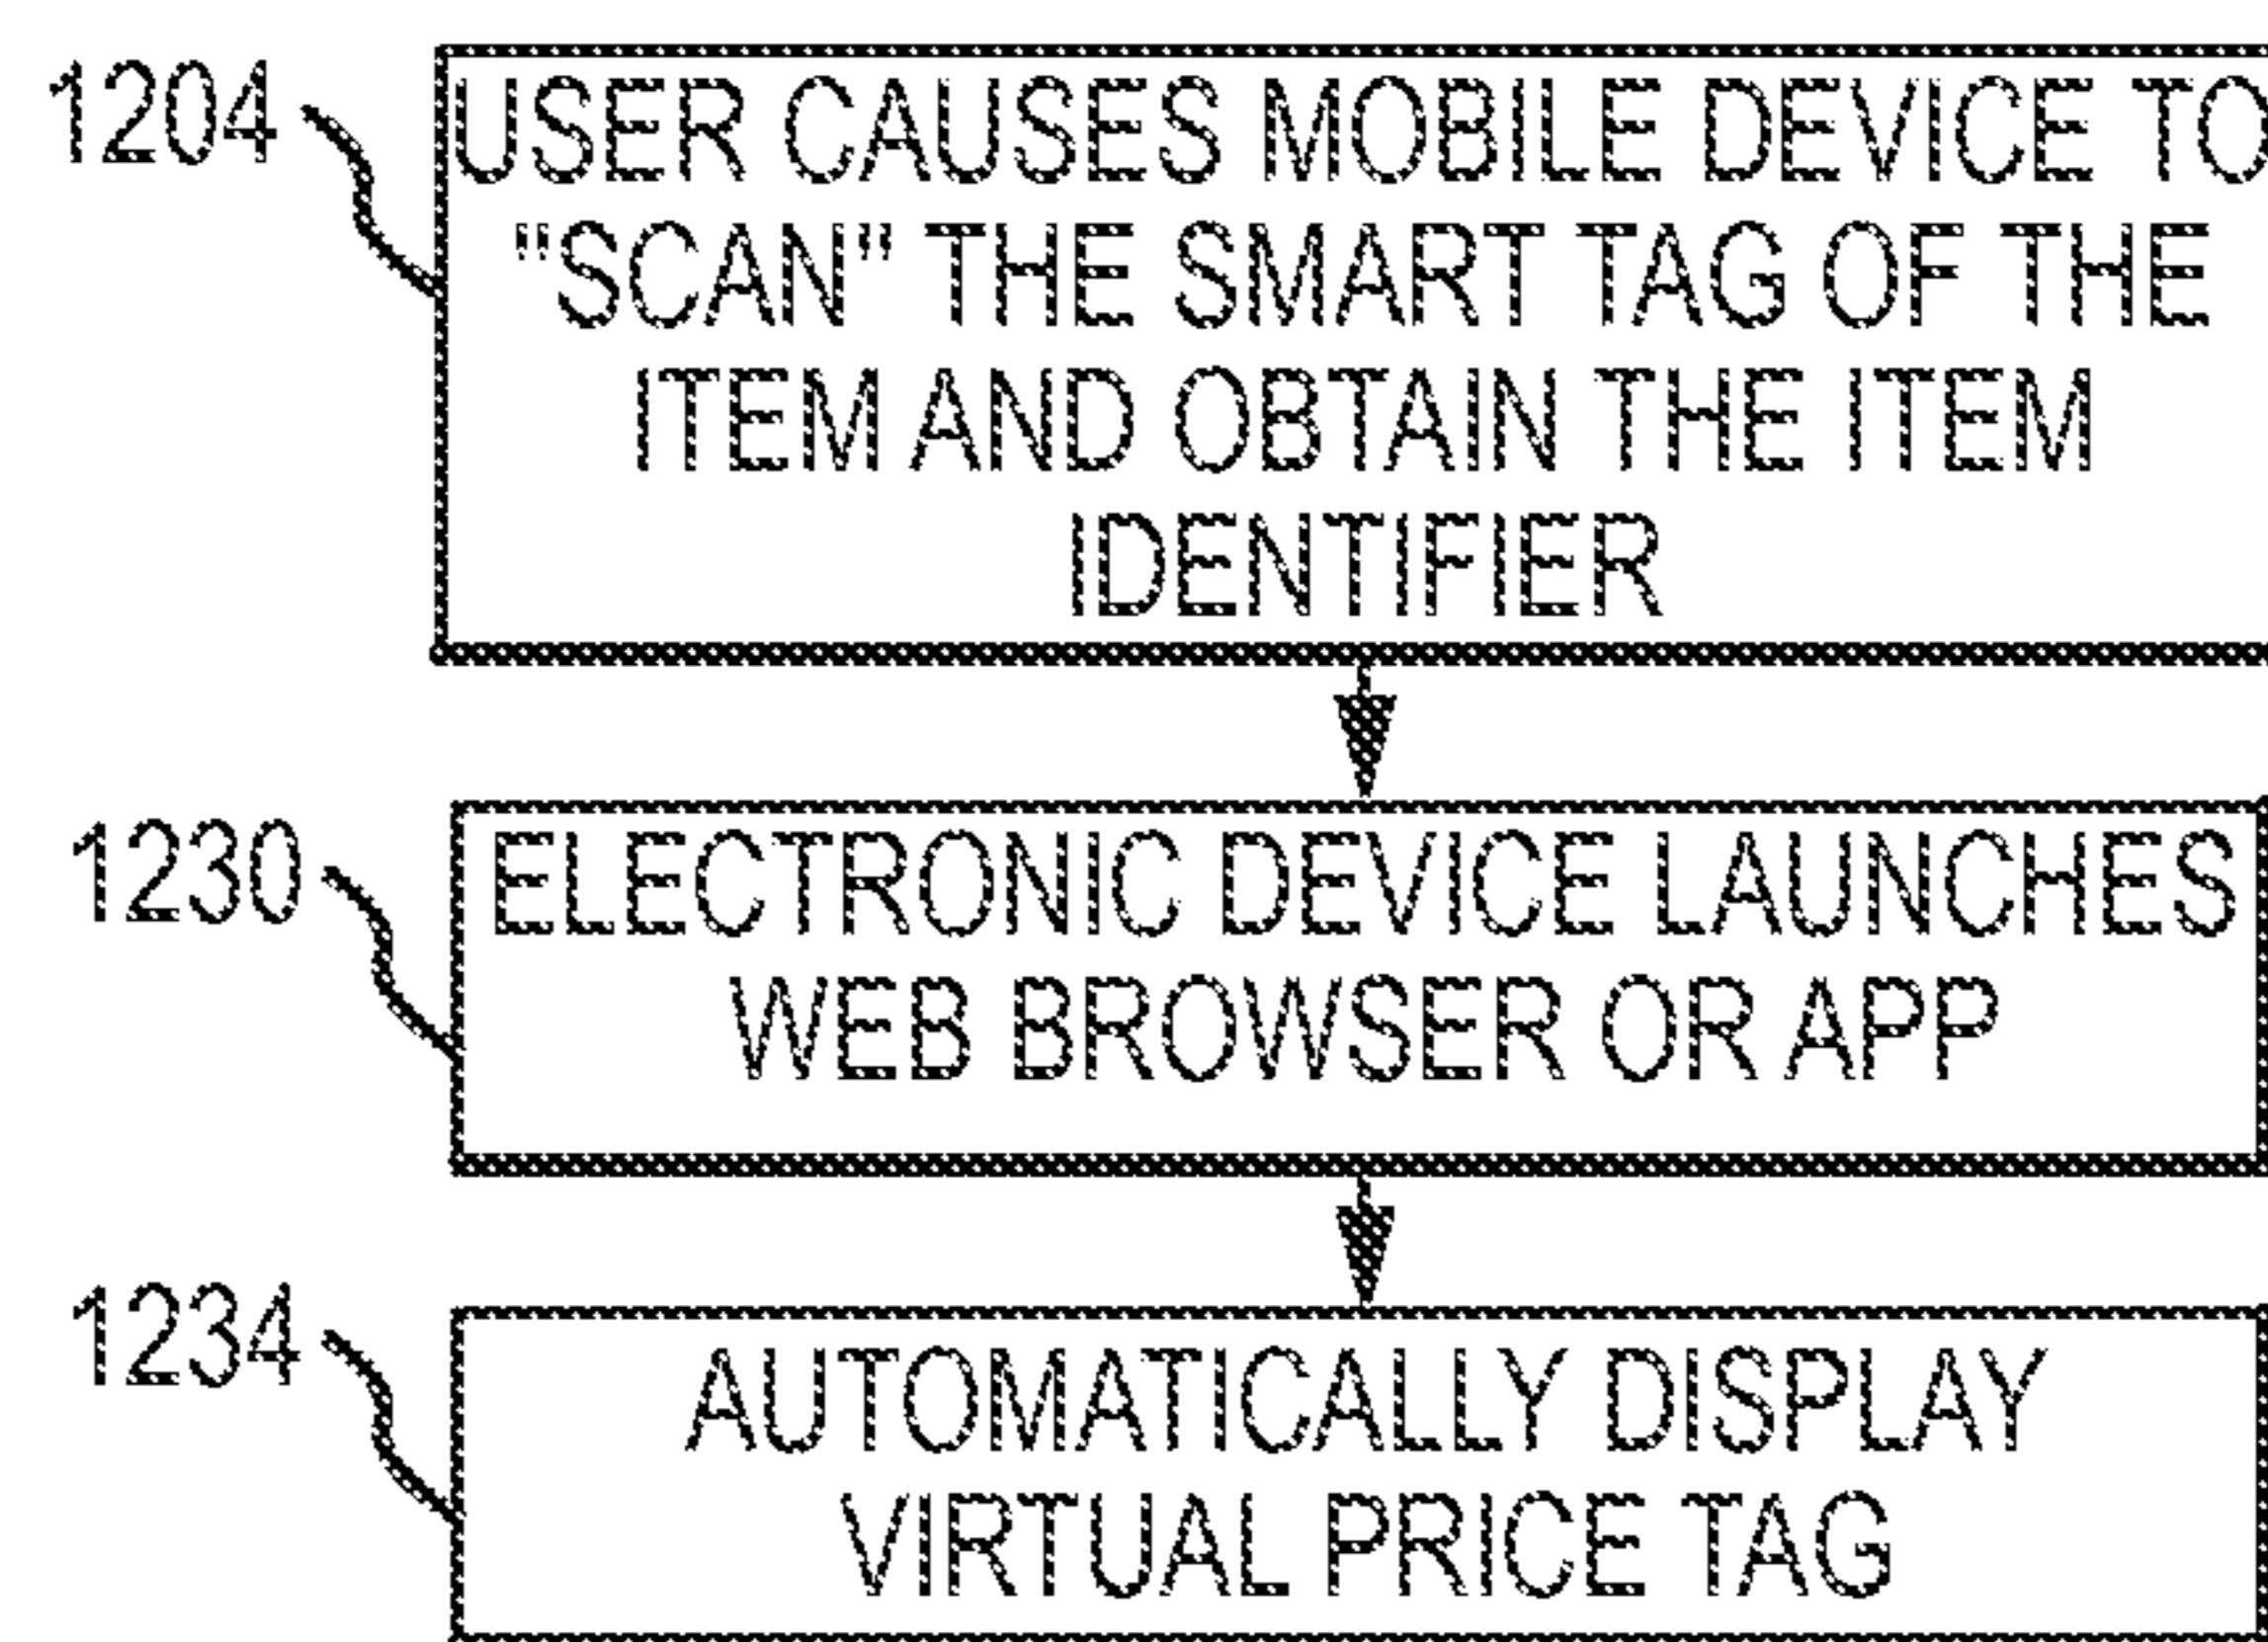 1204
USER CAUSES MOBILE DEVICE TO
"SCAN" THE SMART TAG OF THE
ITEM AND OBTAIN THE ITEM
IDENTIFIER
1230
ELECTRONIC DEVICE LAUNCHES
WEB BROWSER OR APP
1234
AUTOMATICALLY DISPLAY
VIRTUAL PRICE TAG